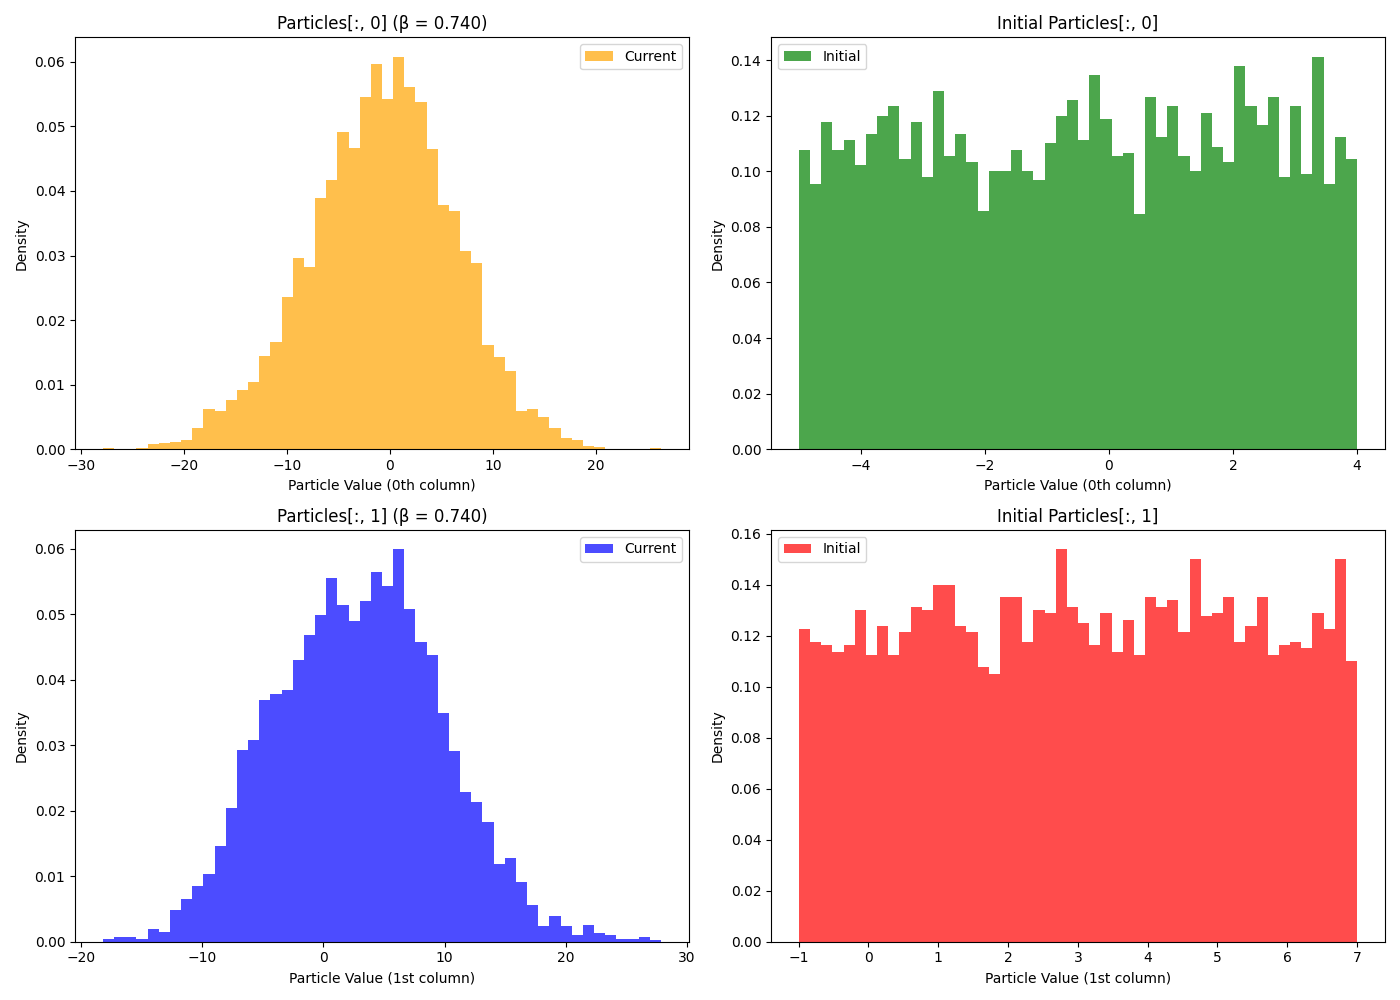 Particles[:, 0] (β = 0.740)
Current
Density
0.06
0.05
0.04
0.03
0.02
0.01
0.00
−30 −20 −10 0 10 20
Particle Value (0th column)
Initial Particles[:, 0]
Initial
Density
0.14
0.12
0.10
0.08
0.06
0.04
0.02
0.00
−4 −2 0 2 4
Particle Value (0th column)
Particles[:, 1] (β = 0.740)
Current
Density
0.06
0.05
0.04
0.03
0.02
0.01
0.00
−20 −10 0 10 20 30
Particle Value (1st column)
Initial Particles[:, 1]
Initial
Density
0.16
0.14
0.12
0.10
0.08
0.06
0.04
0.02
0.00
−1 0 1 2 3 4 5 6 7
Particle Value (1st column)